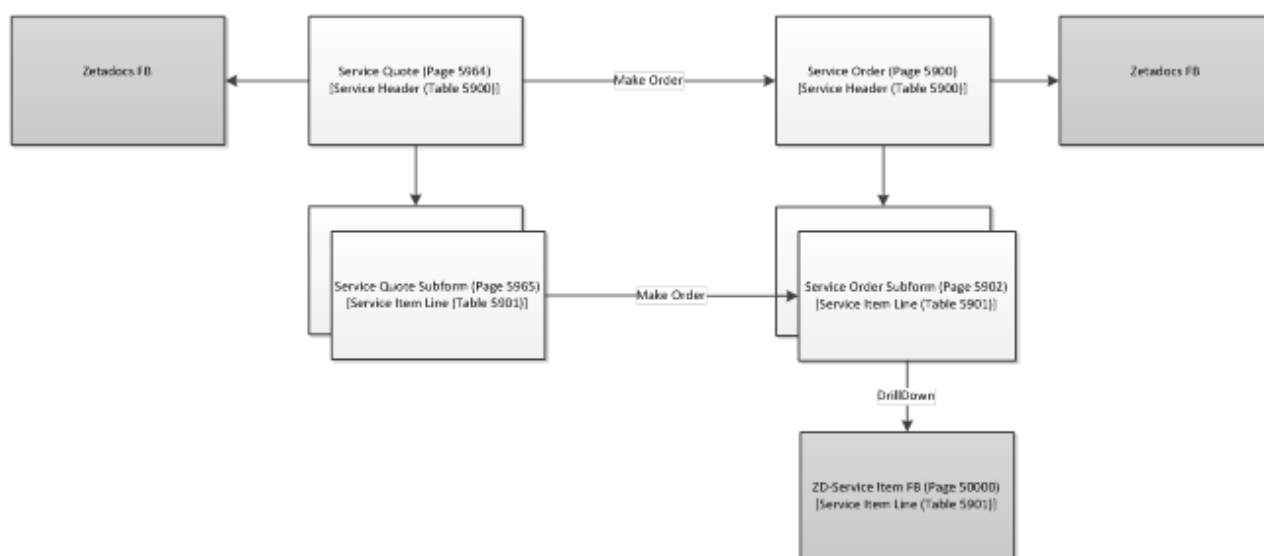 Zetadocs FB
Service Quote (Page 5964)
[Service Header (Table 5900)]
Make Order
Service Order (Page 5900)
[Service Header (Table 5900)]
Zetadocs FB
Service Quote Subform (Page 5965)
[Service Item Line (Table 5901)]
Make Order
Service Order Subform (Page 5902)
[Service Item Line (Table 5901)]
DrillDown
ZD-Service Item FB (Page 50000)
[Service Item Line (Table 5901)]